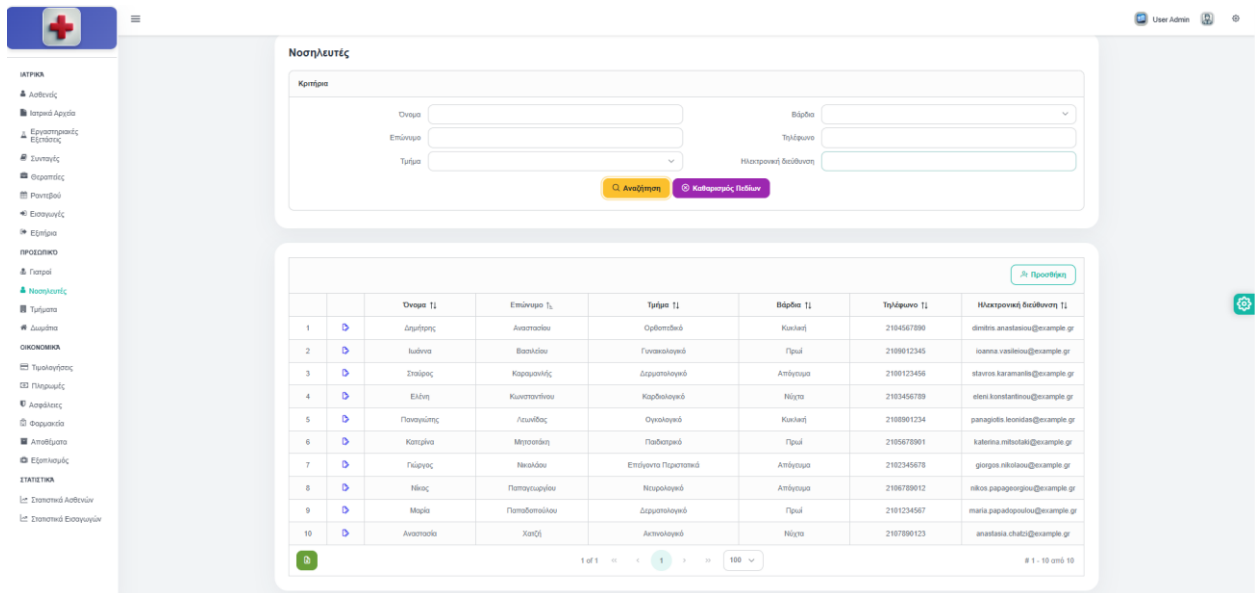 User Admin
ΙΑΤΡΙΚΆ
Ασθενείς
Ιατρικά Αρχεία
Εργαστηριακές
Εξετάσεις
Συνταγές
Θεραπείες
Ραντεβού
Εισαγωγές
Εξιτήρια
ΠΡΟΣΩΠΙΚΌ
Γιατροί
Νοσηλευτές
Τμήματα
Δωμάτια
ΟΙΚΟΝΟΜΙΚΆ
Τιμολογήσεις
Πληρωμές
Ασφάλειες
Φαρμακεία
Αποθέματα
Εξοπλισμός
ΣΤΑΤΙΣΤΙΚΆ
Στατιστικά Ασθενών
Στατιστικά Εισαγωγών
Νοσηλευτές
Κριτήρια
Όνομα Βάρδια
Επώνυμο Τηλέφωνο
Τμήμα Ηλεκτρονική διεύθυνση
Αναζήτηση Καθαρισμός Πεδίων
Προσθήκη
Όνομα Επώνυμο Τμήμα Βάρδια Τηλέφωνο Ηλεκτρονική διεύθυνση
1 Δημήτρης Αναστασίου Ορθοπεδικό Κυκλική 2104567890 dimitris.anastasiou@example.gr
2 Ιωάννα Βασιλείου Γυναικολογικό Πρωί 2109012345 ioanna.vasileiou@example.gr
3 Σταύρος Καραμανλής Δερματολογικό Απόγευμα 2108123456 stavros.karamanlis@example.gr
4 Ελένη Κωνσταντίνου Καρδιολογικό Νύχτα 2103456789 eleni.konstantinou@example.gr
5 Παναγιώτης Λεωνίδας Ογκολογικό Κυκλική 2108901234 panagiotis.leonidas@example.gr
6 Κατερίνα Μητσοτάκη Παιδιατρικό Πρωί 2105678901 katerina.mitsotaki@example.gr
7 Γιώργος Νικολάου Επείγοντα Περιστατικά Απόγευμα 2102345678 giorgos.nikolaou@example.gr
8 Νίκος Παπαγεωργίου Νευρολογικό Απόγευμα 2106789012 nikos.papageorgiou@example.gr
9 Μαρία Παπαδοπούλου Δερματολογικό Πρωί 2101234567 maria.papadopoulou@example.gr
10 Αναστασία Χατζή Ακτινολογικό Νύχτα 2107890123 anastasia.chatzi@example.gr
1 of 1 1 100 # 1 - 10 από 10